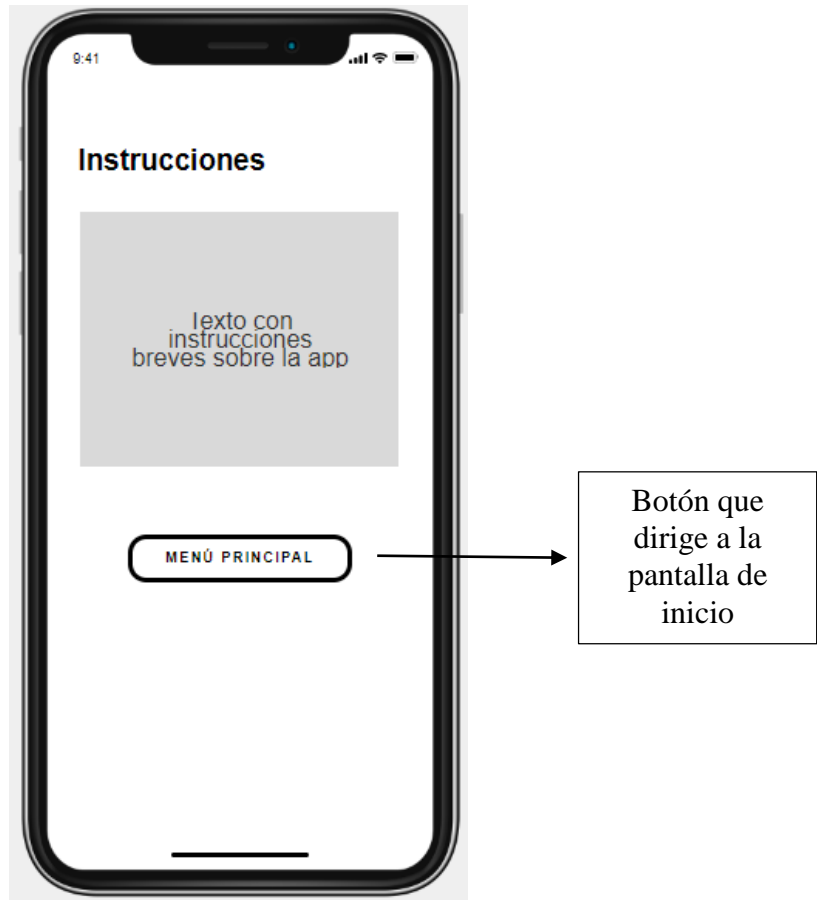 9:41
Instrucciones
Texto con
instrucciones
breves sobre la app
MENÚ PRINCIPAL
Botón que
dirige a la
pantalla de
inicio